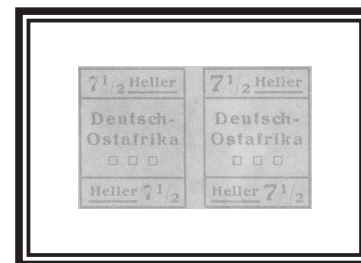 7 1/2 Heller
Deutsch-
Ostafrika
Heller 7 1/2
7 1/2 Heller
Deutsch-
Ostafrika
Heller 7 1/2